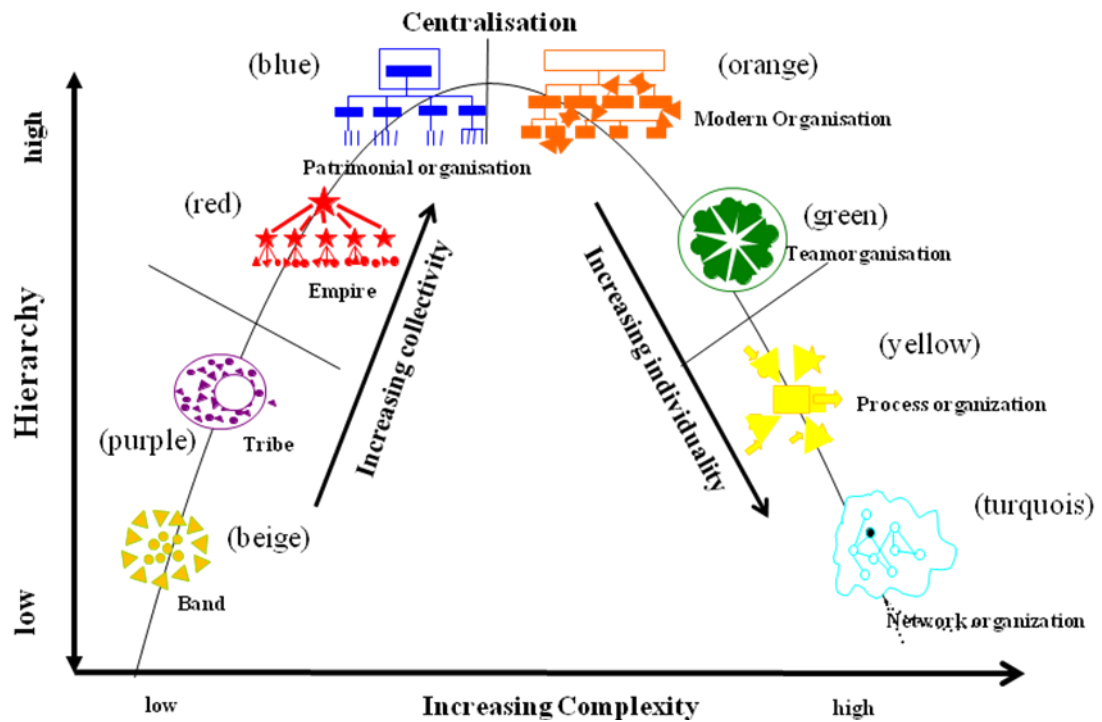 Centralisation
(blue)
(orange)
Modern Organisation
high
Patrimonial organisation
(red)
(green)
Teamorganisation
Empire
Increasing collectivity
Increasing individuality
Hierarchy
(yellow)
Process organization
(purple)
Tribe
(turquois)
(beige)
Band
Network organization
low
low
Increasing Complexity
high